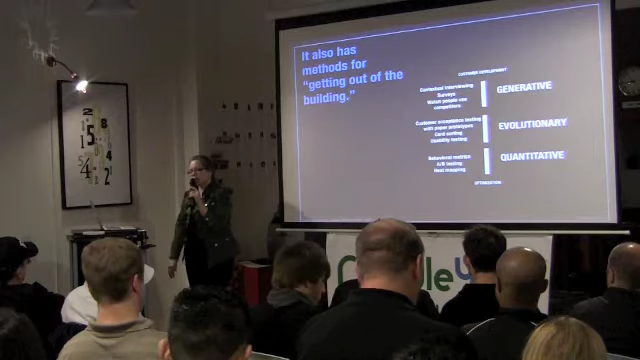 It also has
methods for
"getting out of the
building."
CUSTOMER DEVELOPMENT
Contextual interviewing
Surveys
Watch people use
competitors
GENERATIVE
Customer acceptance testing
with paper prototypes
Card sorting
Usability testing
EVOLUTIONARY
Behavioral metrics
A/B testing
Heat mapping
QUANTITATIVE
OPTIMIZATION